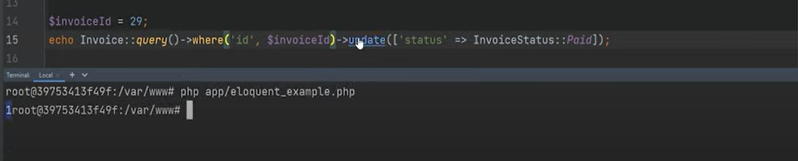 14 $invoiceId = 29;
15 echo Invoice::query()->where('id', $invoiceId)->update(['status' => InvoiceStatus::Paid]);
16
Terminal: Local × + ∨
root@39753413f49f:/var/www# php app/eloquent_example.php
1root@39753413f49f:/var/www#